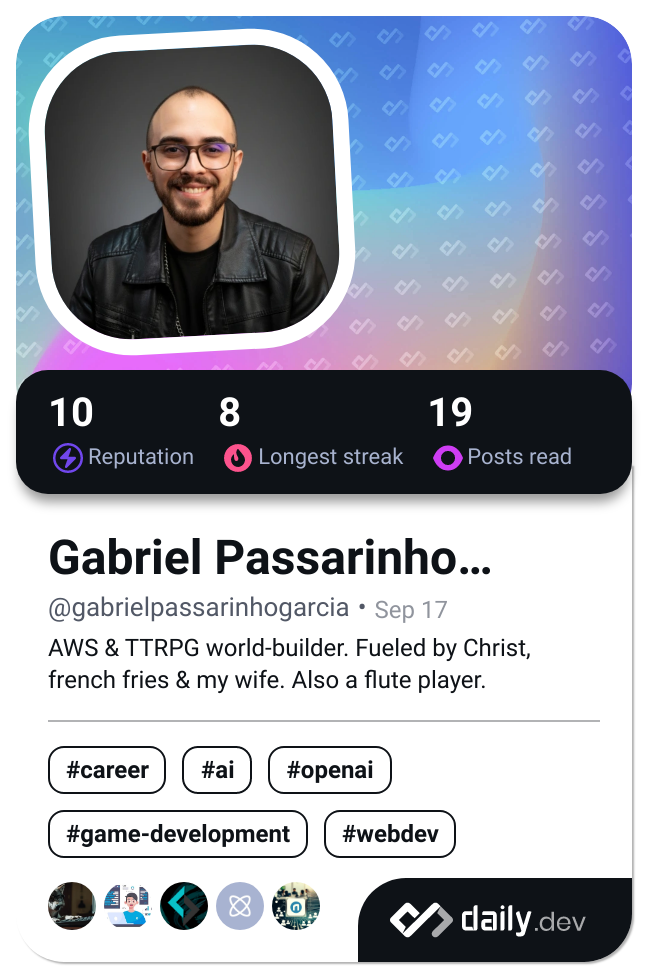 10 8 19
Reputation Longest streak Posts read
Gabriel Passarinho...
@gabrielpassarinhogarcia • Sep 17
AWS & TTRPG world-builder. Fueled by Christ,
french fries & my wife. Also a flute player.
#career #ai #openai
#game-development #webdev
daily.dev